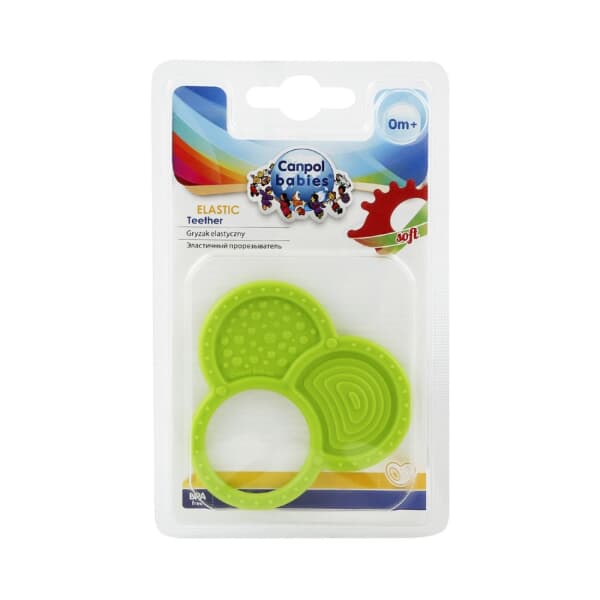 0m+
Canpol
babies
ELASTIC
Teether
Gryzak elastyczny
Эластичный прорезыватель
soft
BPA
free